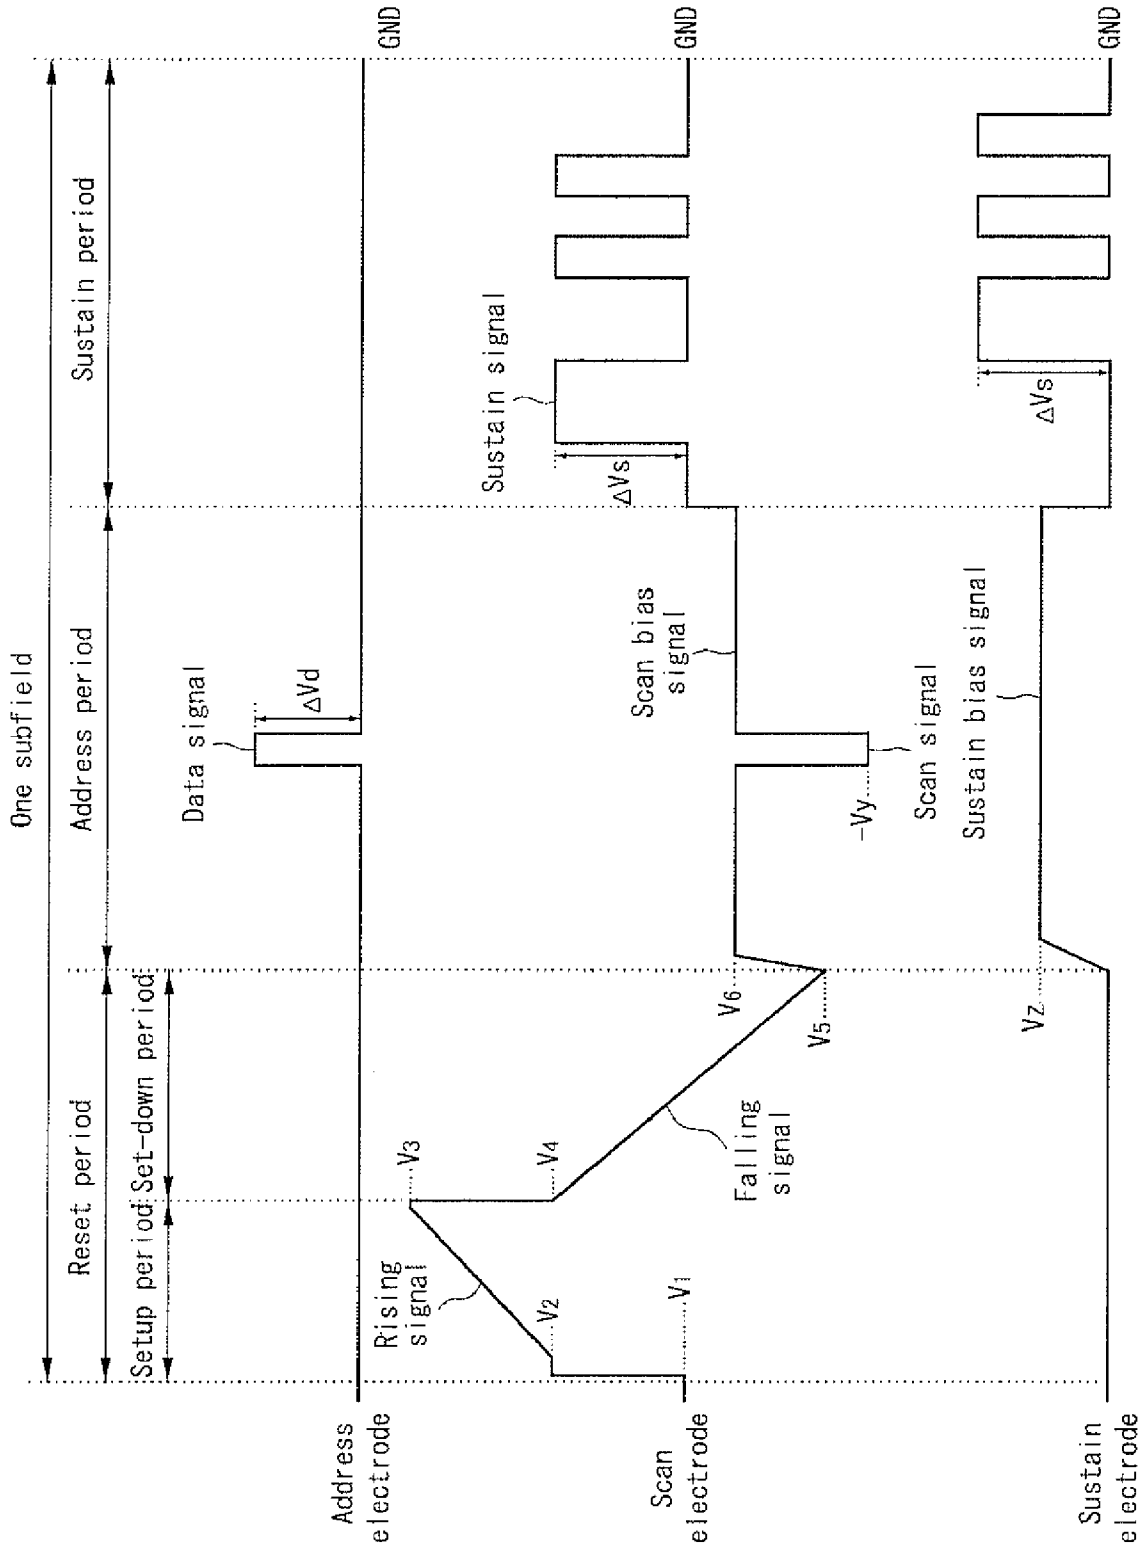 One subfield
Reset period
Address period
Sustain period
Setup period
Set-down period
Data signal
ΔVd
Address
electrode
GND
Rising
signal
V3
V2
V4
V1
Falling
signal
V5
V6
-Vy
Scan signal
Scan bias
signal
Sustain signal
ΔVs
Scan
electrode
GND
Vz
Sustain bias signal
ΔVs
Sustain
electrode
GND